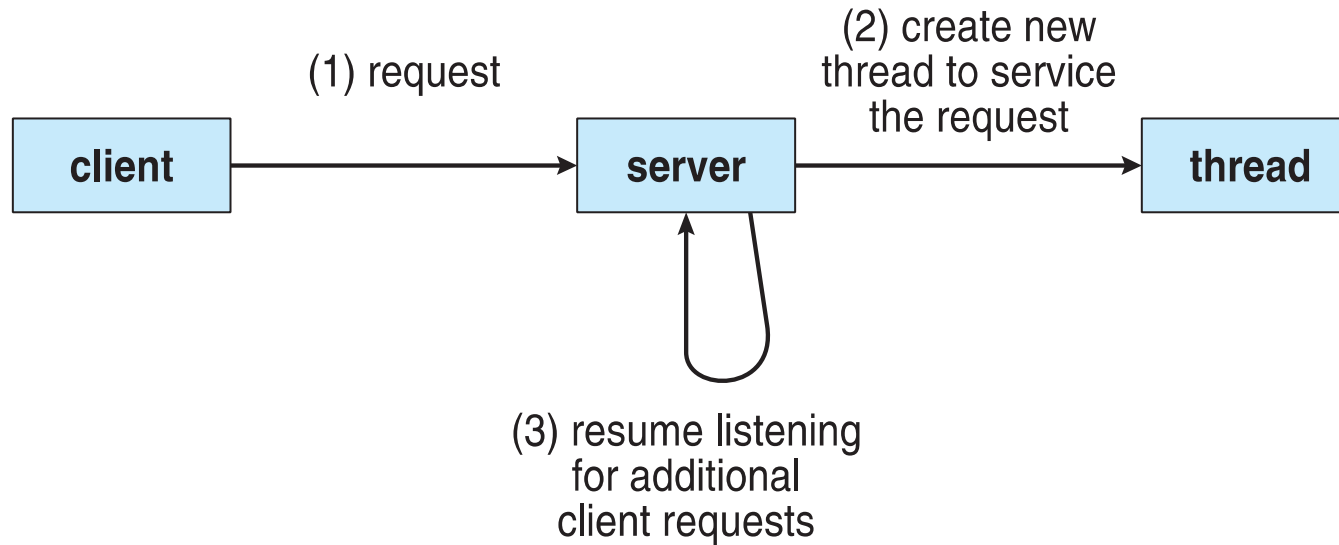 (1) request
(2) create new
thread to service
the request
client
server
thread
(3) resume listening
for additional
client requests